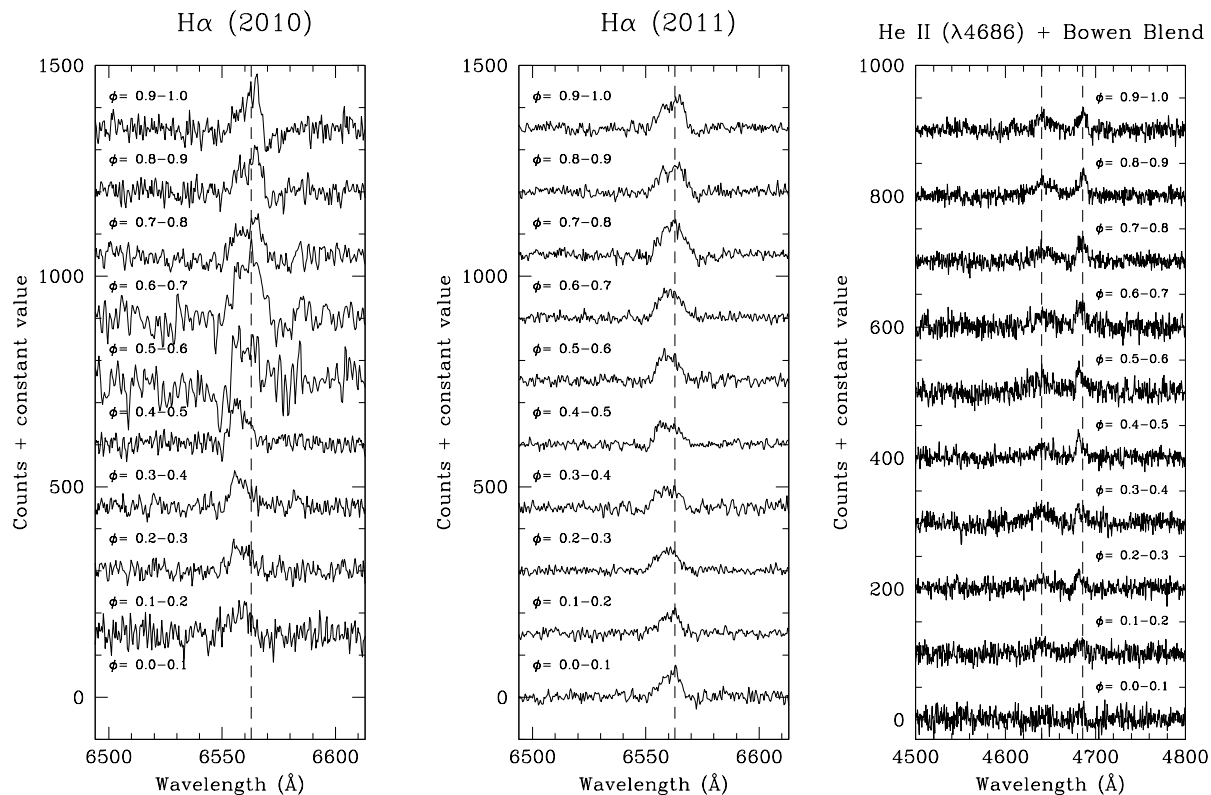 Hα (2010)
1500
1000
500
0
ϕ= 0.9−1.0
ϕ= 0.8−0.9
ϕ= 0.7−0.8
ϕ= 0.6−0.7
ϕ= 0.5−0.6
ϕ= 0.4−0.5
ϕ= 0.3−0.4
ϕ= 0.2−0.3
ϕ= 0.1−0.2
ϕ= 0.0−0.1
Counts + constant value
6500 6550 6600
Wavelength (Å)
Hα (2011)
1500
1000
500
0
ϕ= 0.9−1.0
ϕ= 0.8−0.9
ϕ= 0.7−0.8
ϕ= 0.6−0.7
ϕ= 0.5−0.6
ϕ= 0.4−0.5
ϕ= 0.3−0.4
ϕ= 0.2−0.3
ϕ= 0.1−0.2
ϕ= 0.0−0.1
Counts + constant value
6500 6550 6600
Wavelength (Å)
He II (λ4686) + Bowen Blend
1000
800
600
400
200
0
ϕ= 0.9−1.0
ϕ= 0.8−0.9
ϕ= 0.7−0.8
ϕ= 0.6−0.7
ϕ= 0.5−0.6
ϕ= 0.4−0.5
ϕ= 0.3−0.4
ϕ= 0.2−0.3
ϕ= 0.1−0.2
ϕ= 0.0−0.1
Counts + constant value
4500 4600 4700 4800
Wavelength (Å)